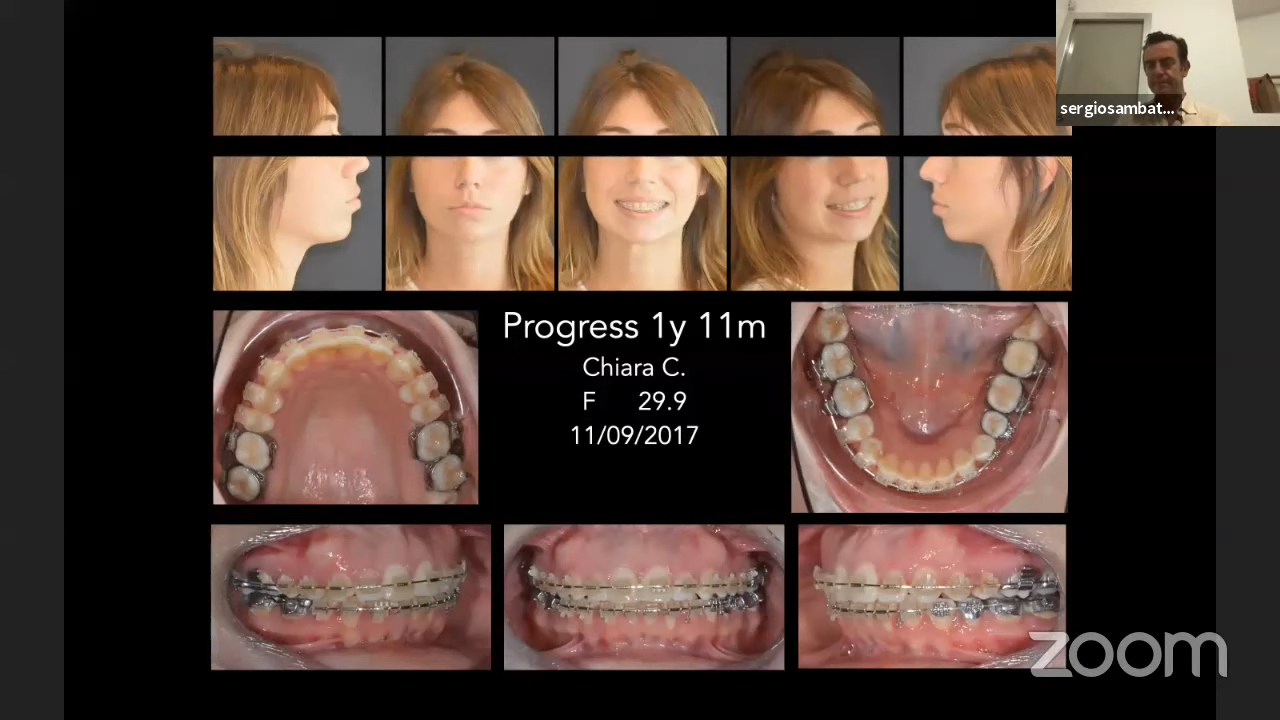 sergiosambat...
Progress 1y 11m
Chiara C.
F 29.9
11/09/2017
zoom